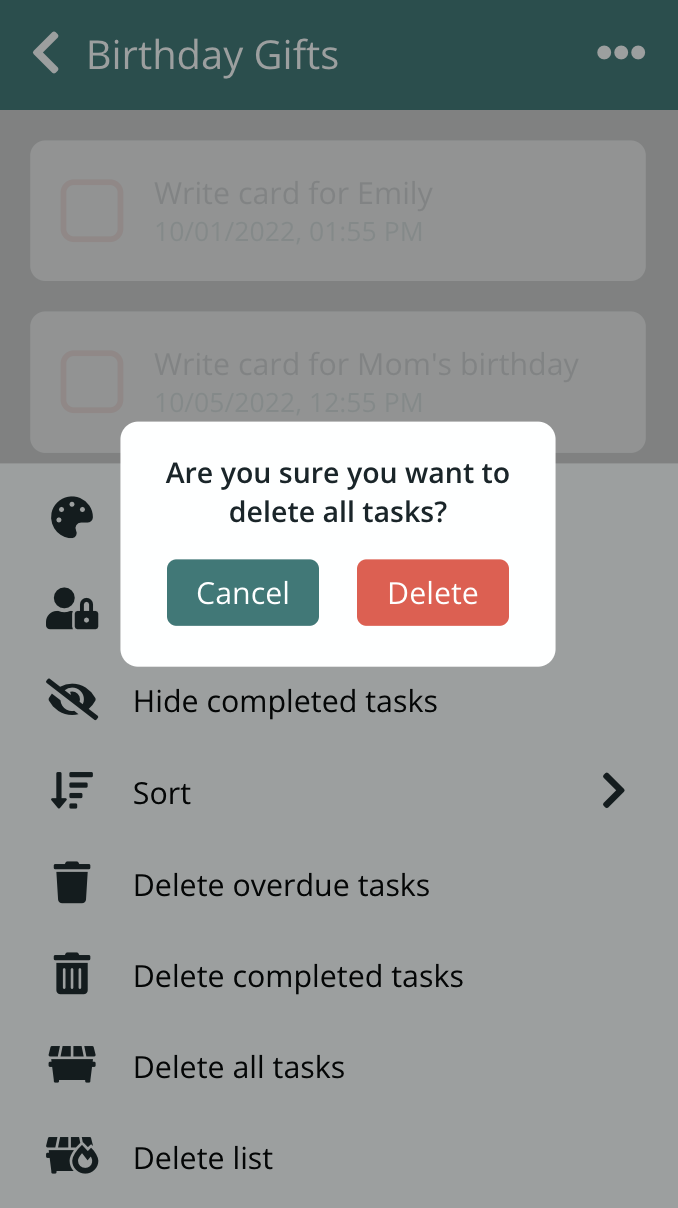 Birthday Gifts
Write card for Emily
10/01/2022, 01:55 PM
Write card for Mom's birthday
10/05/2022, 12:55 PM
Are you sure you want to
delete all tasks?
Cancel
Delete
Hide completed tasks
Sort
Delete overdue tasks
Delete completed tasks
Delete all tasks
Delete list